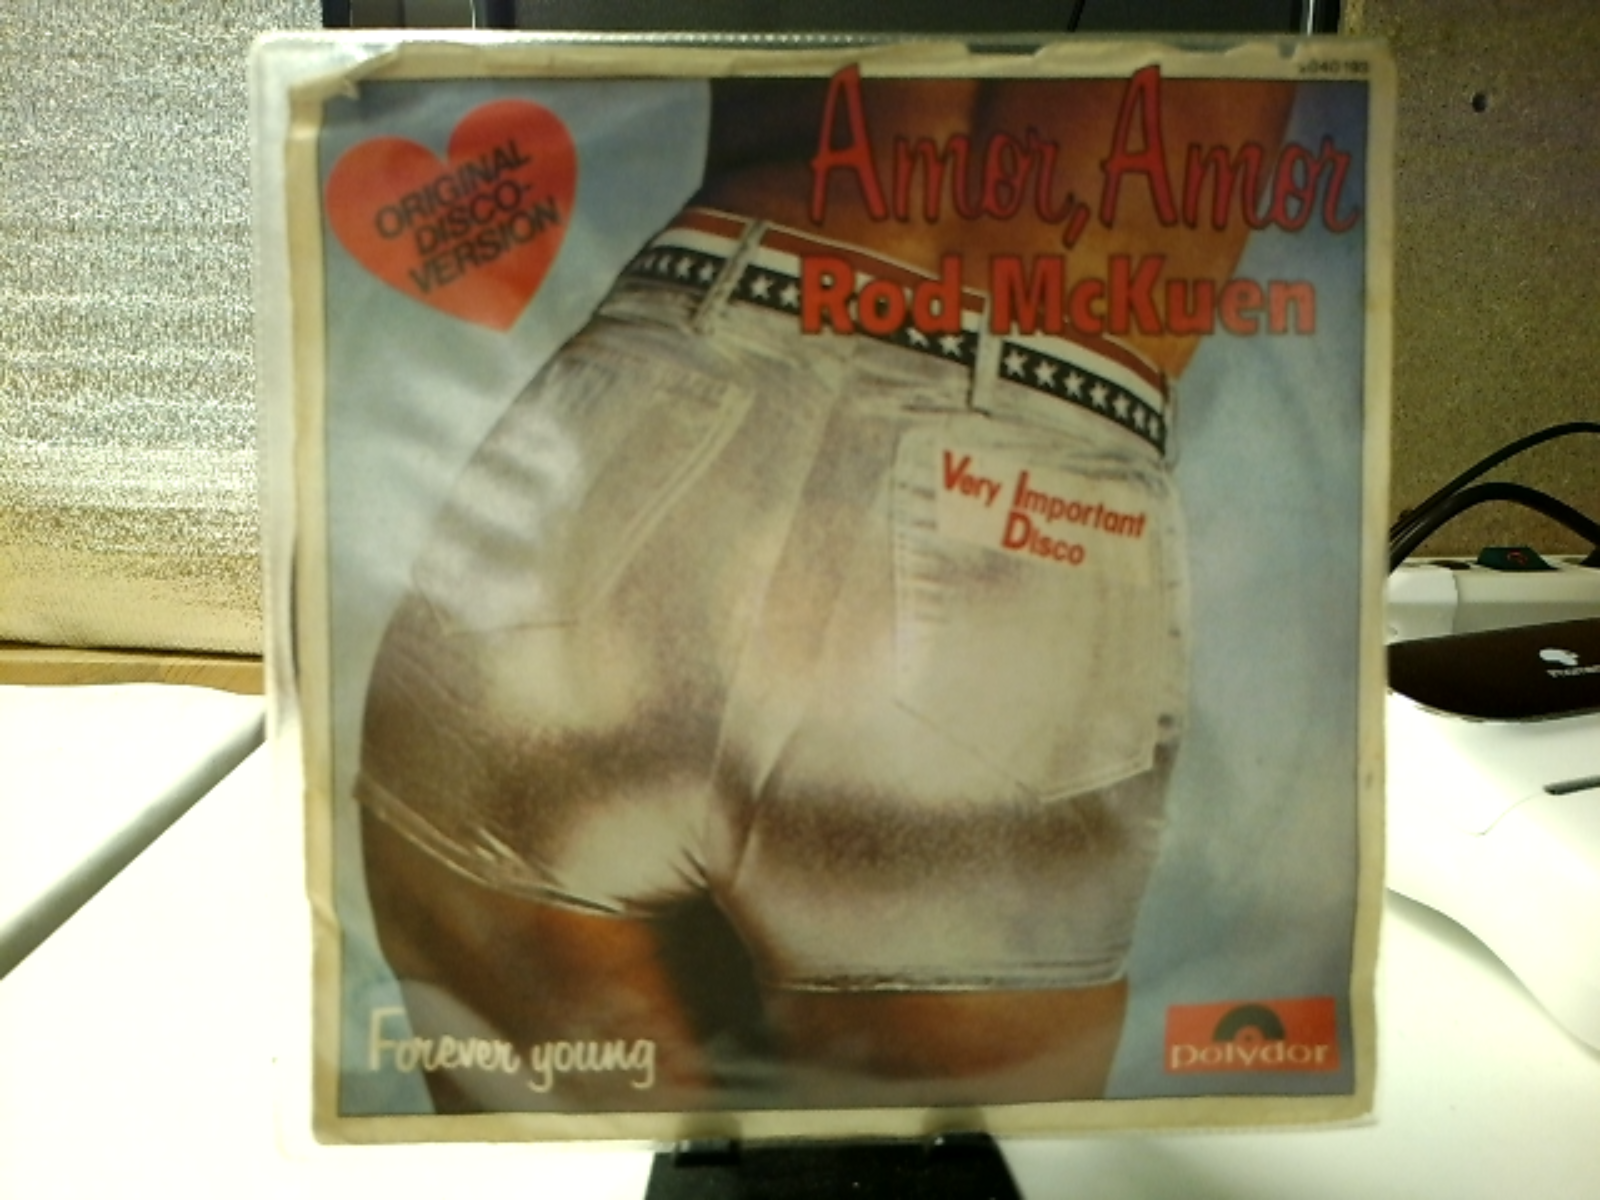 ORIGINAL
DISCO-
VERSION
Amor, Amor
Rod McKuen
Very Important
Disco
Forever young
polydor